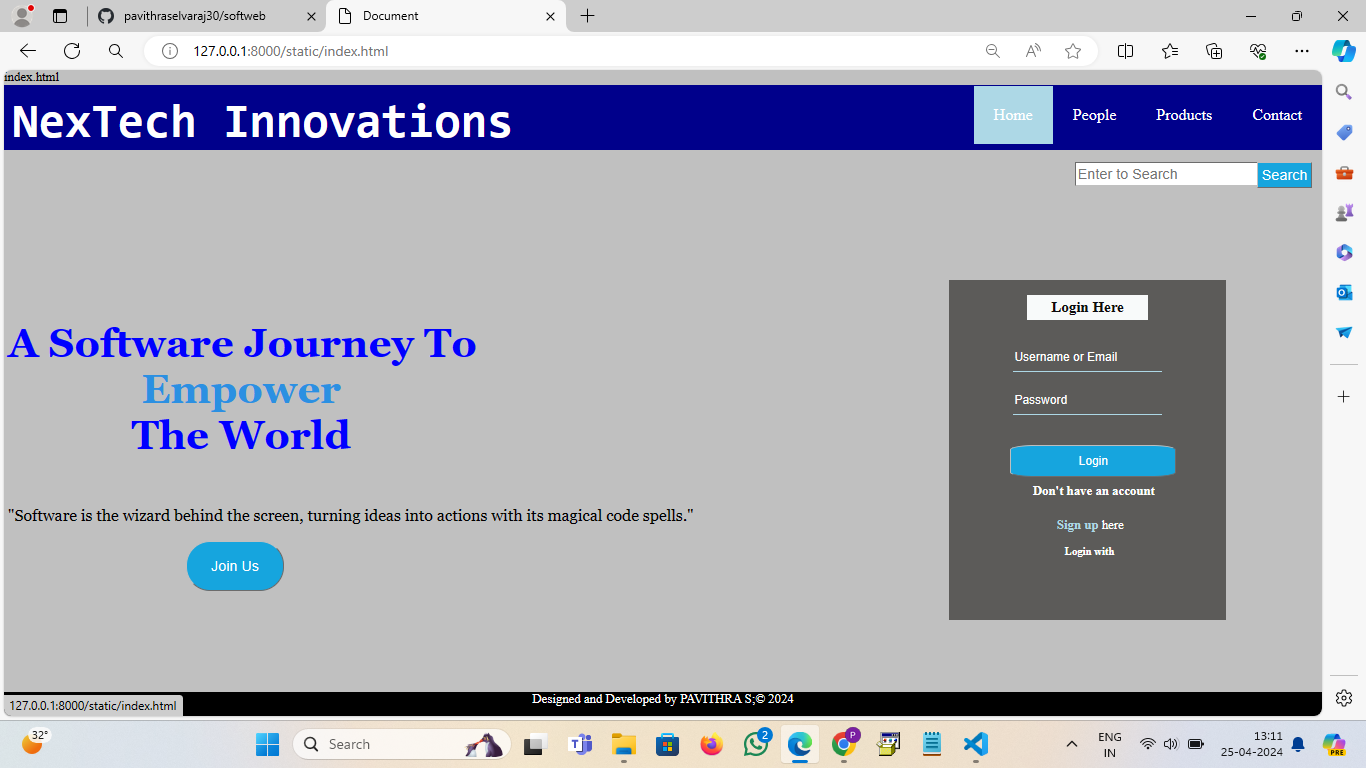 pavithraselvaraj30/softweb
Document
127.0.0.1:8000/static/index.html
index.html
NexTech Innovations
Home People Products Contact
Enter to Search Search
Login Here
Username or Email
A Software Journey To
Empower
The World
Password
Login
Don't have an account
"Software is the wizard behind the screen, turning ideas into actions with its magical code spells."
Sign up here
Login with
Join Us
Designed and Developed by PAVITHRA S;© 2024
127.0.0.1:8000/static/index.html
32°
Search
2
P
PRE
ENG
IN
13:11
25-04-2024